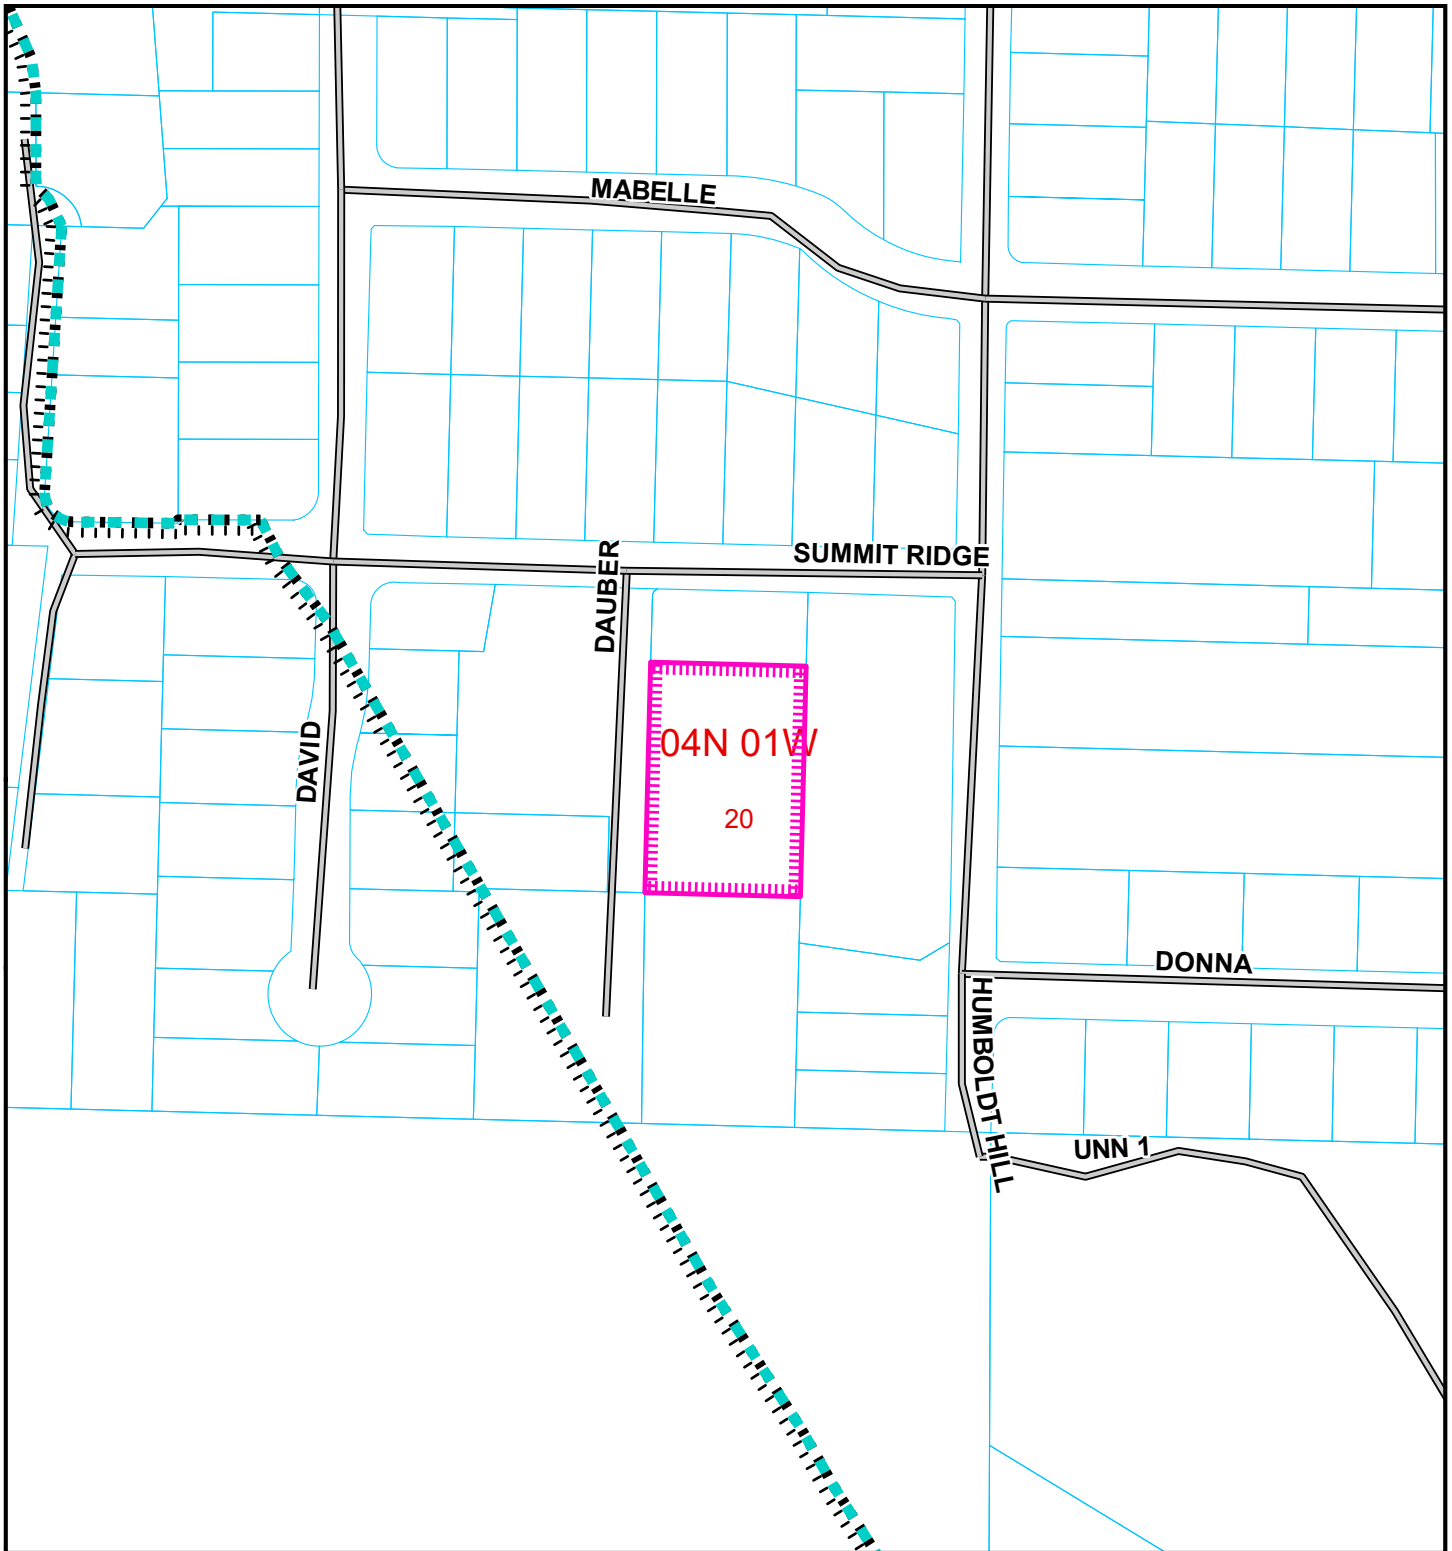 MABELLE
SUMMIT RIDGE
DAUBER
04N 01W
DAVID
20
DONNA
HUMBOLDT HILL
UNN 1